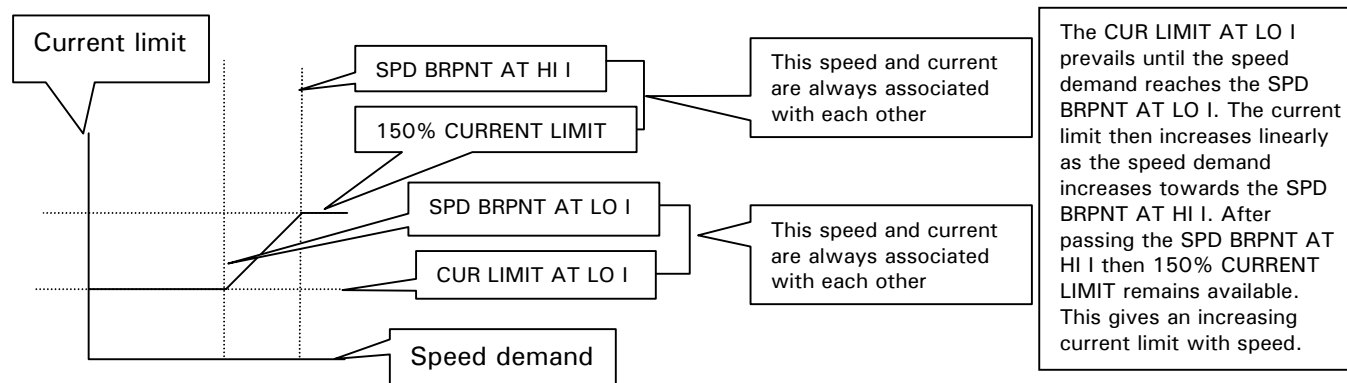 Current limit
SPD BRPNT AT HI I
150% CURRENT LIMIT
This speed and current
are always associated
with each other
SPD BRPNT AT LO I
CUR LIMIT AT LO I
This speed and current
are always associated
with each other
Speed demand
The CUR LIMIT AT LO I
prevails until the speed
demand reaches the SPD
BRPNT AT LO I. The current
limit then increases linearly
as the speed demand
increases towards the SPD
BRPNT AT HI I. After
passing the SPD BRPNT AT
HI I then 150% CURRENT
LIMIT remains available.
This gives an increasing
current limit with speed.